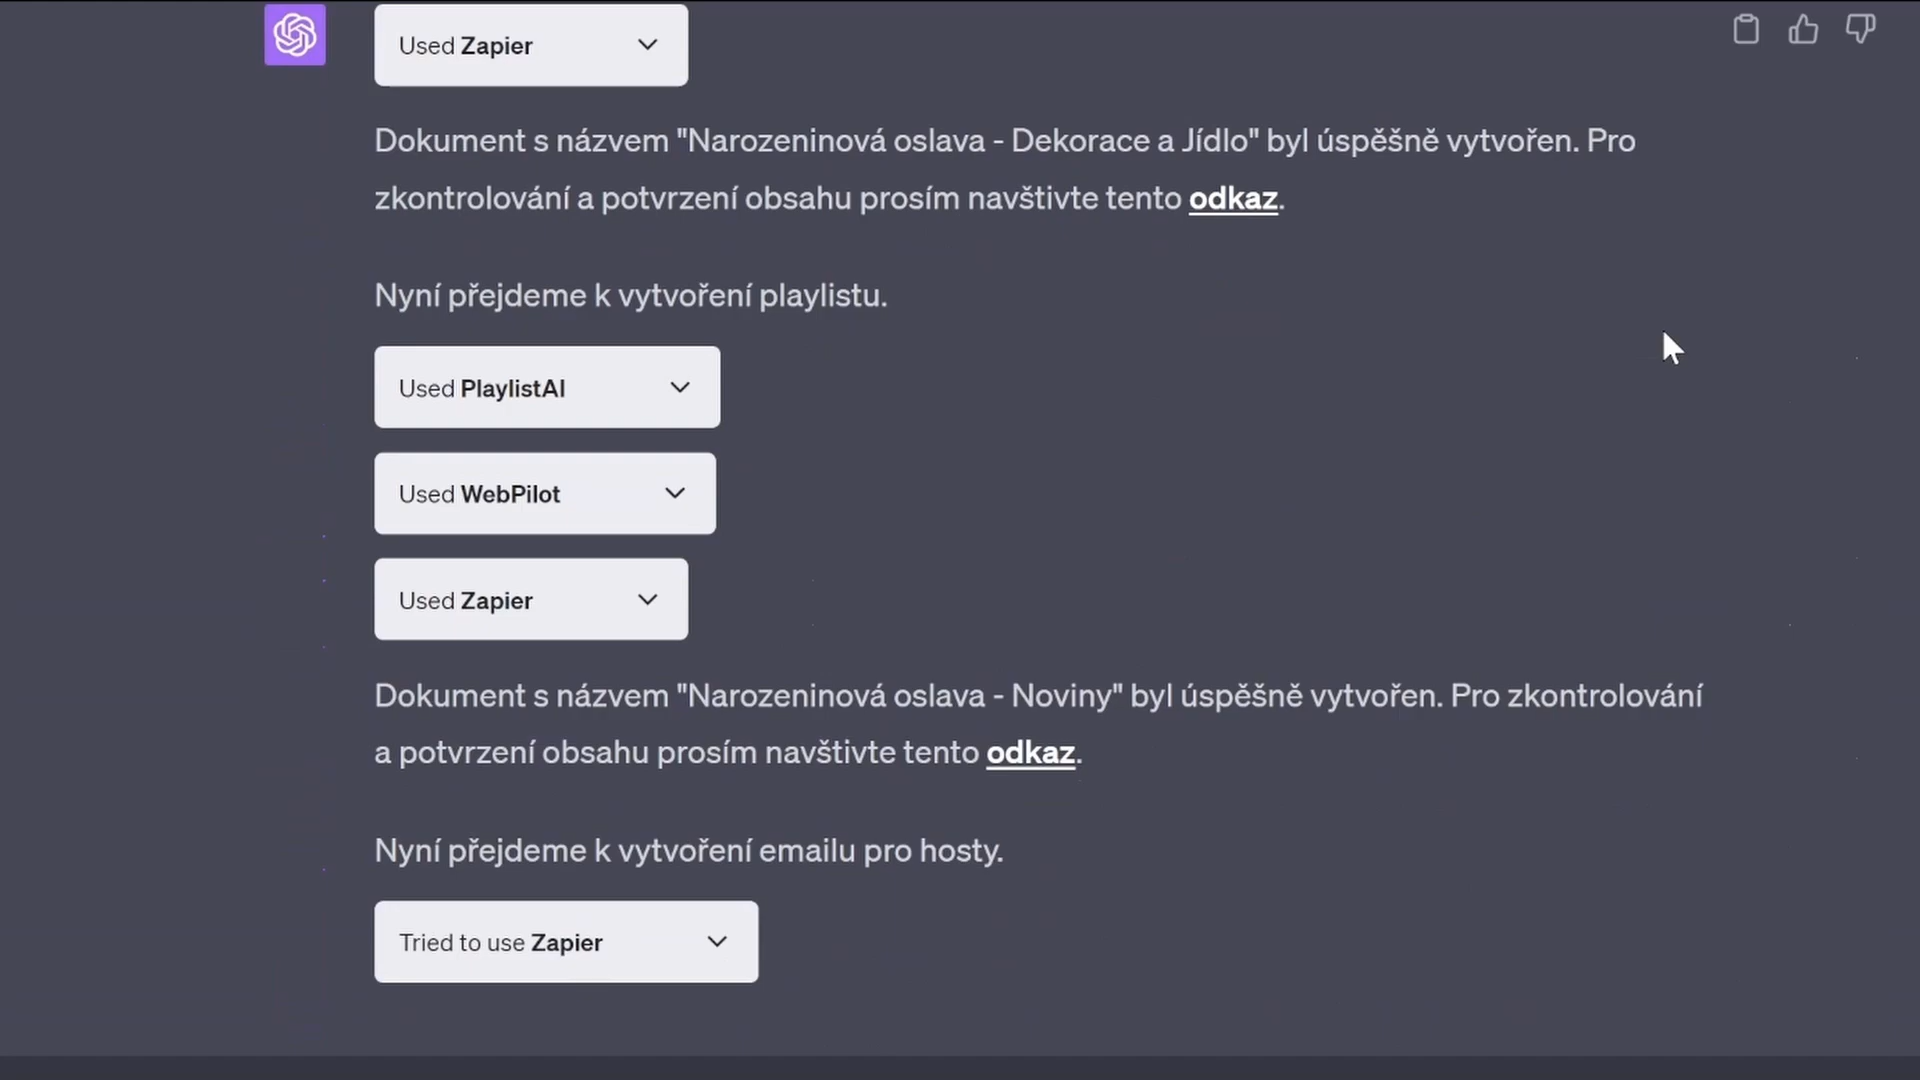 Used Zapier
Dokument s názvem "Narozeninová oslava - Dekorace a Jídlo" byl úspěšně vytvořen. Pro
zkontrolování a potvrzení obsahu prosím navštivte tento odkaz.
Nyní přejdeme k vytvoření playlistu.
Used PlaylistAI
Used WebPilot
Used Zapier
Dokument s názvem "Narozeninová oslava - Noviny" byl úspěšně vytvořen. Pro zkontrolování
a potvrzení obsahu prosím navštivte tento odkaz.
Nyní přejdeme k vytvoření emailu pro hosty.
Tried to use Zapier